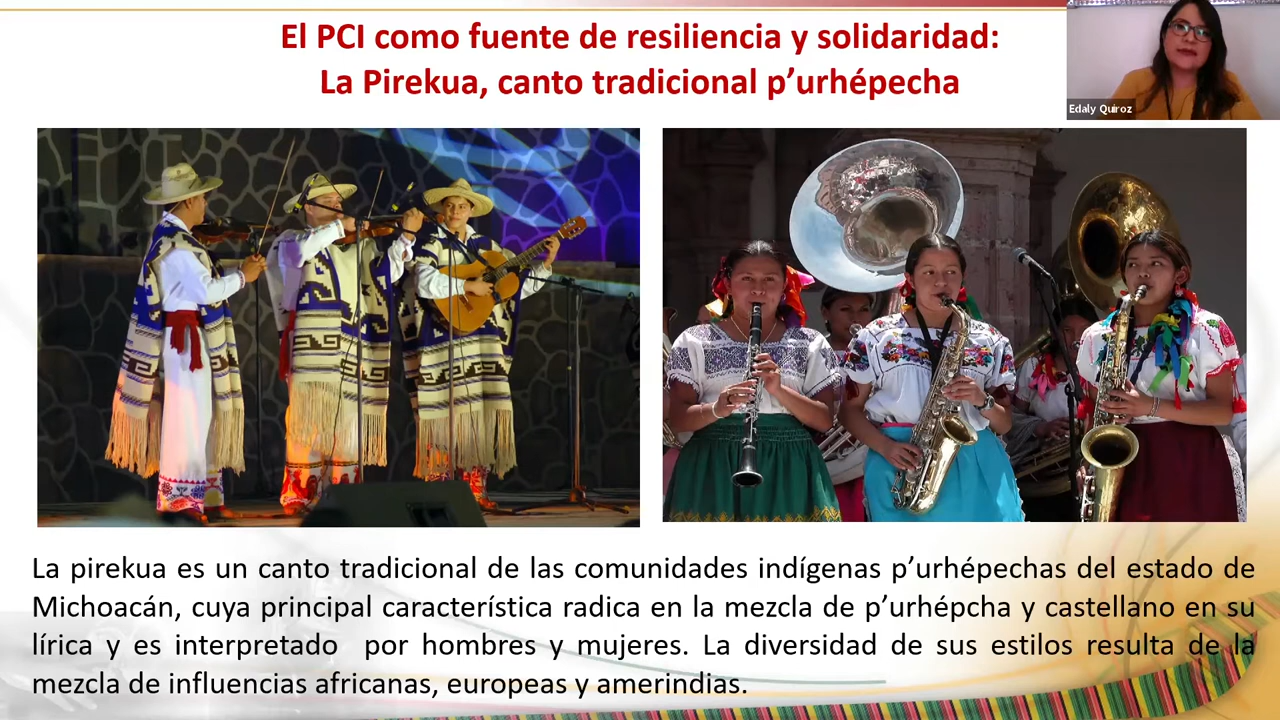 El PCI como fuente de resiliencia y solidaridad:
La Pirekua, canto tradicional p’urhépecha
Edaly Quiroz
La pirekua es un canto tradicional de las comunidades indígenas p’urhépechas del estado de
Michoacán, cuya principal característica radica en la mezcla de p’urhépcha y castellano en su
lírica y es interpretado por hombres y mujeres. La diversidad de sus estilos resulta de la
mezcla de influencias africanas, europeas y amerindias.